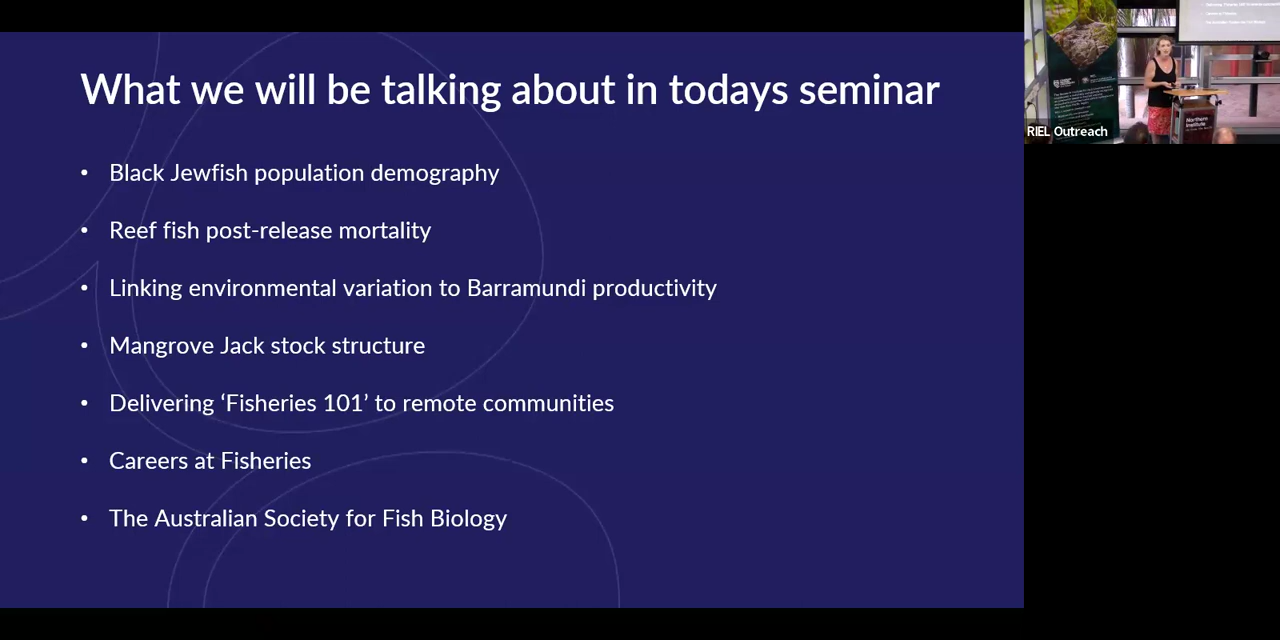 What we will be talking about in todays seminar
• Black Jewfish population demography
• Reef fish post-release mortality
• Linking environmental variation to Barramundi productivity
• Mangrove Jack stock structure
• Delivering ‘Fisheries 101’ to remote communities
• Careers at Fisheries
• The Australian Society for Fish Biology
RIEL Outreach
Northern
Institute